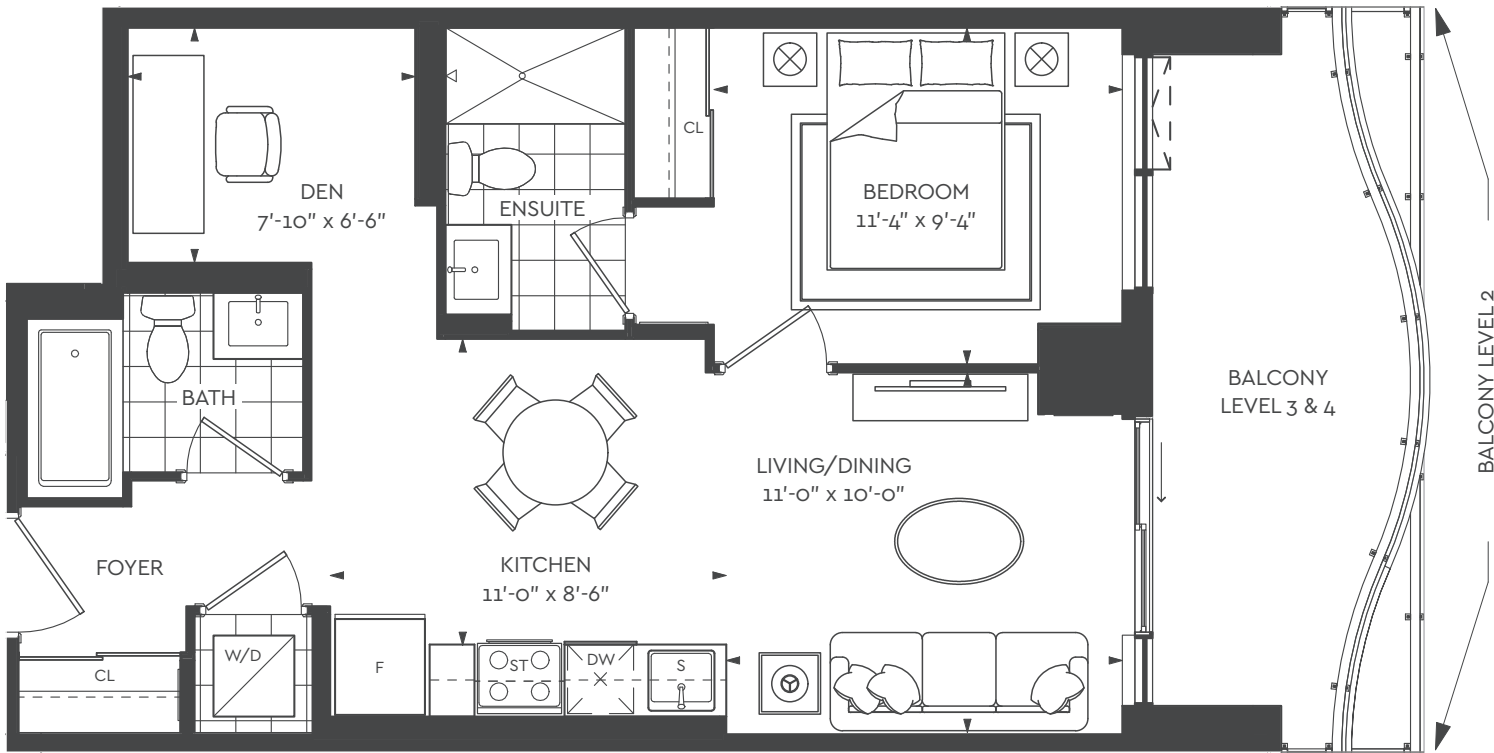 DEN
7'-10" x 6'-6"
ENSUITE
CL
BEDROOM
11'-4" x 9'-4"
BATH
BALCONY
LEVEL 3 & 4
BALCONY LEVEL 2
LIVING/DINING
11'-0" x 10'-0"
FOYER
KITCHEN
11'-0" x 8'-6"
W/D
CL
F
ST
DW
S